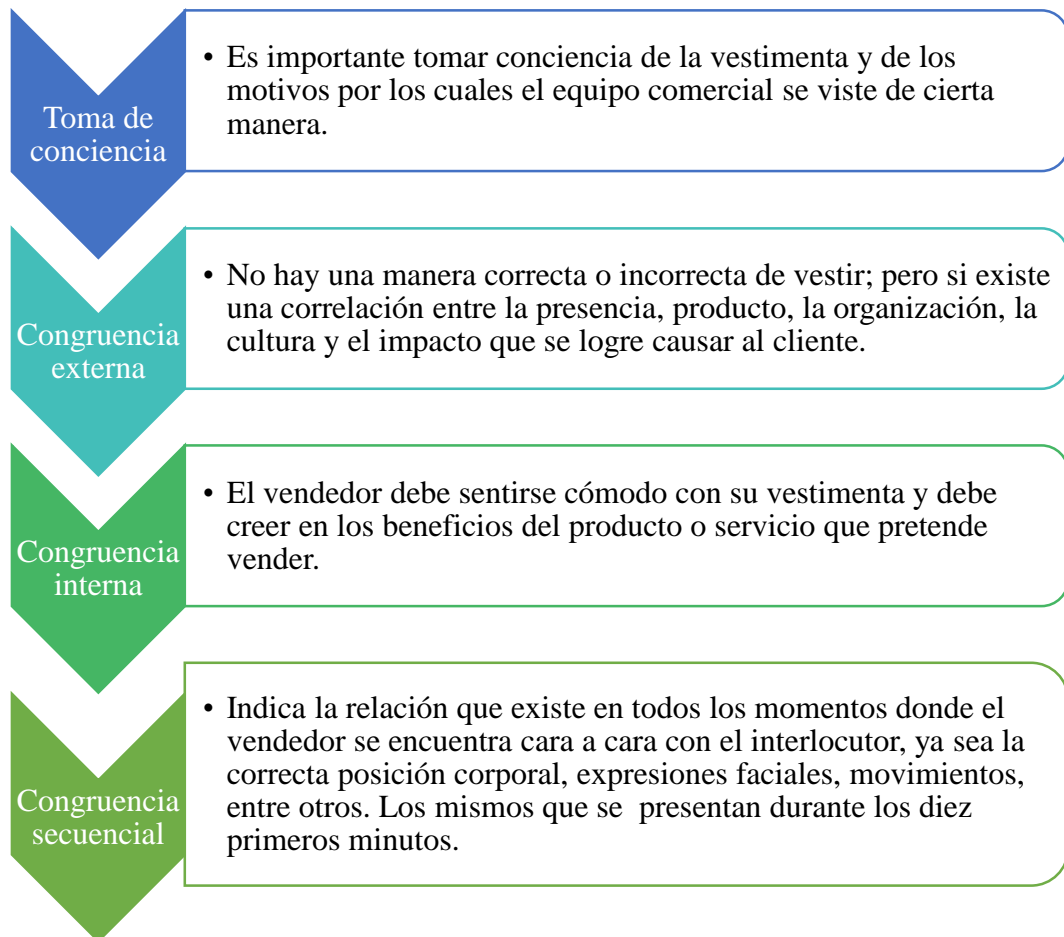 Toma de
conciencia
• Es importante tomar conciencia de la vestimenta y de los
motivos por los cuales el equipo comercial se viste de cierta
manera.
Congruencia
externa
• No hay una manera correcta o incorrecta de vestir; pero si existe
una correlación entre la presencia, producto, la organización, la
cultura y el impacto que se logre causar al cliente.
Congruencia
interna
• El vendedor debe sentirse cómodo con su vestimenta y debe
creer en los beneficios del producto o servicio que pretende
vender.
Congruencia
secuencial
• Indica la relación que existe en todos los momentos donde el
vendedor se encuentra cara a cara con el interlocutor, ya sea la
correcta posición corporal, expresiones faciales, movimientos,
entre otros. Los mismos que se  presentan durante los diez
primeros minutos.